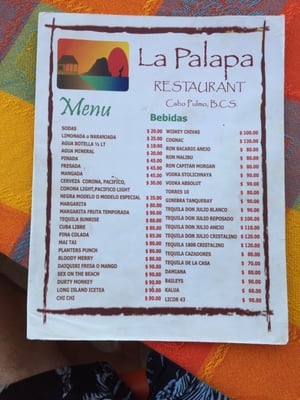 La Palapa
RESTAURANT
Cabo Pulmo, B.C.S.
Menu
Bebidas
SODAS $ 20.00
LIMONADA o NARANJADA $ 25.00
AGUA BOTELLA ½ LT $ 18.00
AGUA MINERAL $ 20.00
PINADA $ 45.00
FRESADA $ 45.00
MANGADA $ 45.00
CERVEZA CORONA, PACIFICO, $ 30.00
CORONA LIGHT,PACIFICO LIGHT
NEGRA MODELO O MODELO ESPECIAL $ 35.00
MARGARITA $ 80.00
MARGARITA FRUTA TEMPORADA $ 90.00
TEQUILA SUNRISE $ 90.00
CUBA LIBRE $ 80.00
PINA COLADA $ 85.00
MAI TAI $ 90.00
PLANTERS PUNCH $ 80.00
BLOODY MERRY $ 80.00
DAIQUIRI FRESA O MANGO $ 90.00
SEX ON THE BEACH $ 90.00
DURTY MONKEY $ 90.00
LONG ISLAND ICETEA $ 90.00
CHI CHI $ 90.00
WISKEY CHIVAS $ 100.00
COGNAC $ 120.00
RON BACARDI ANEJO $ 80.00
RON MALIBU $ 80.00
RON CAPITAN MORGAN $ 80.00
VODKA STOLICHNAYA $ 90.00
VODKA ABSOLUT $ 90.00
TORRES 10 $ 80.00
GINEBRA TANQUERAY $ 90.00
TEQUILA DON JULIO BLANCO $ 90.00
TEQUILA DON JULIO REPOSADO $ 100.00
TEQUILA DON JULIO ANEJO $ 110.00
TEQUILA DON JULIO CRISTALINO $ 120.00
TEQUILA 1800 CRISTALINO $ 120.00
TEQUILA CAZADORES $ 80.00
TEQUILA DE LA CASA $ 70.00
DAMIANA $ 80.00
BAILEYS $ 90.00
KALUA $ 80.00
LICOR 43 $ 90.00